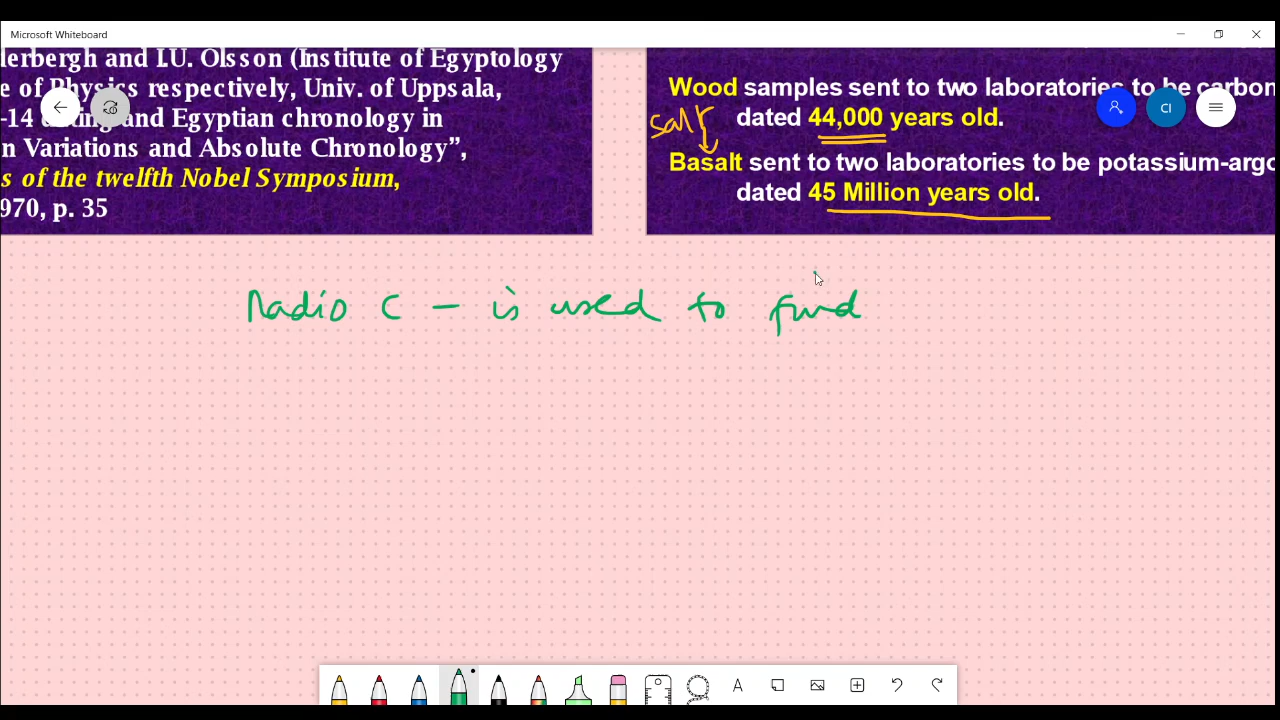 Microsoft Whiteboard
derbergh and I.U. Olsson (Institute of Egyptology
e of Physics respectively, Univ. of Uppsala,
-14 dating and Egyptian chronology in
n Variations and Absolute Chronology”,
s of the twelfth Nobel Symposium,
970, p. 35
Wood samples sent to two laboratories to be carbon
dated 44,000 years old.
salt
Basalt sent to two laboratories to be potassium-argo
dated 45 Million years old.
CI
Radio C – is used to find
A